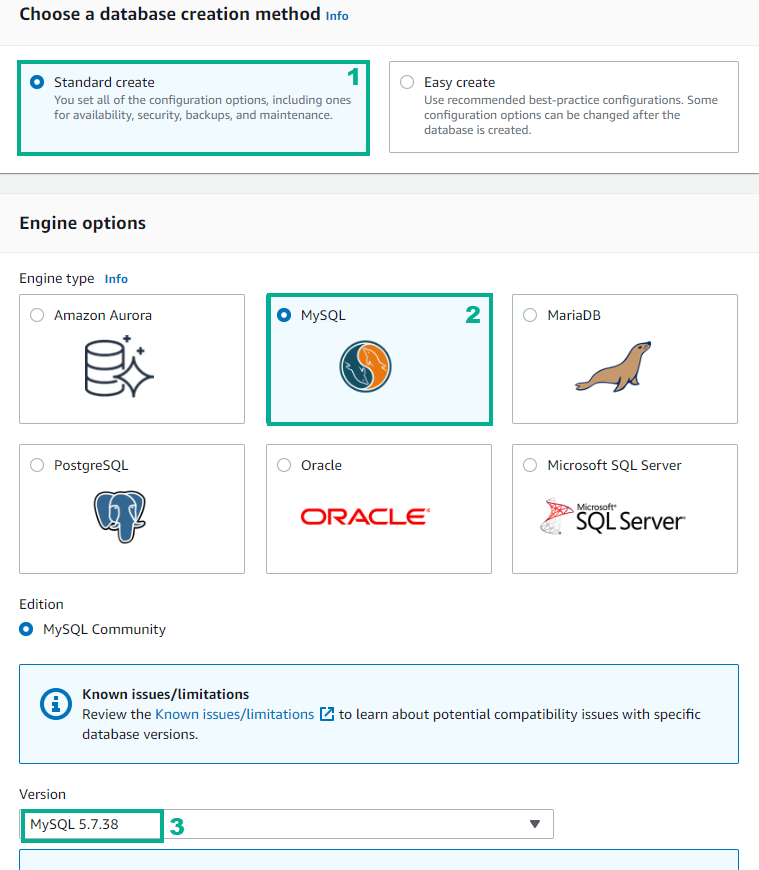 Choose a database creation method Info
1
Standard create
You set all of the configuration options, including ones
for availability, security, backups, and maintenance.
Easy create
Use recommended best-practice configurations. Some
configuration options can be changed after the
database is created.
Engine options
Engine type Info
Amazon Aurora
MySQL
2
MariaDB
PostgreSQL
Oracle
ORACLE
Microsoft SQL Server
Microsoft®
SQL Server
Edition
MySQL Community
Known issues/limitations
Review the Known issues/limitations to learn about potential compatibility issues with specific
database versions.
Version
MySQL 5.7.38
3